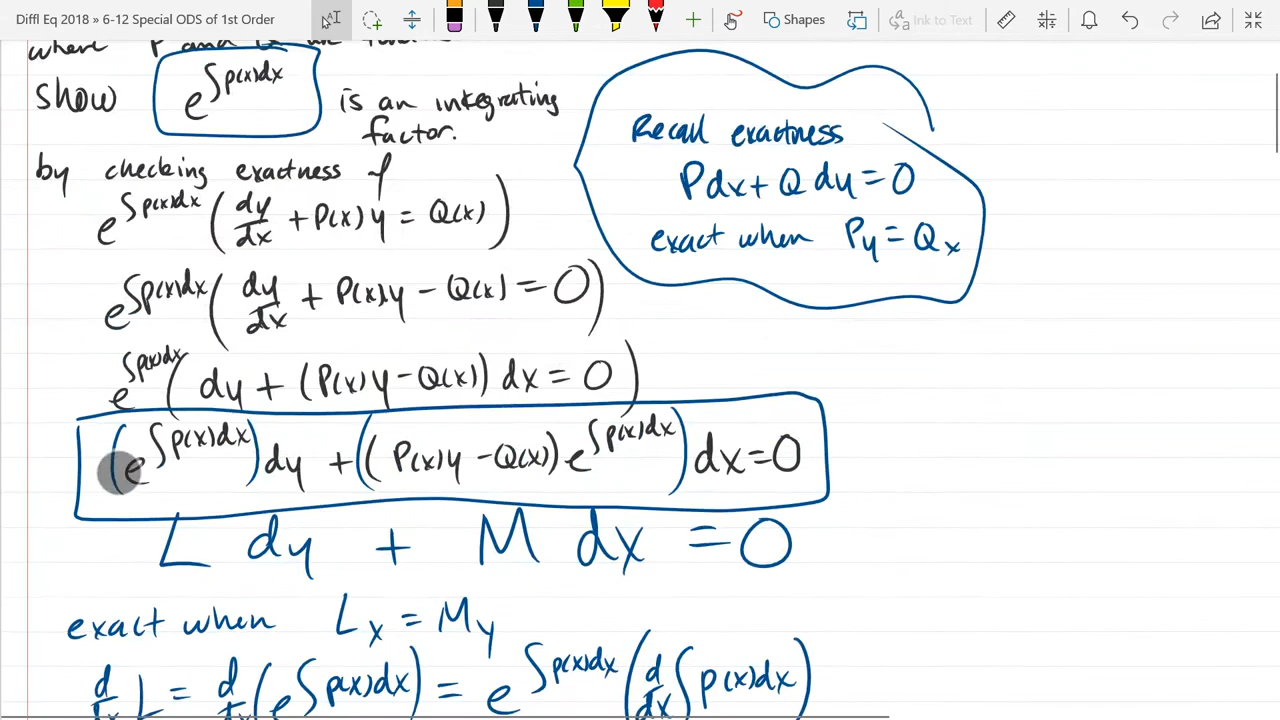 Diffl Eq 2018 » 6-12 Special ODS of 1st Order
Shapes
Ink to Text
where P and
show e^∫p(x)dx is an integrating
factor.
by checking exactness of
e^∫p(x)dx ( dy/dx + P(x)y = Q(x) )
e^∫p(x)dx ( dy/dx + P(x)y - Q(x) = 0 )
e^∫p(x)dx ( dy + (P(x)y - Q(x)) dx = 0 )
(e^∫p(x)dx) dy + ((P(x)y - Q(x)) e^∫p(x)dx) dx = 0
L dy + M dx = 0
exact when L_x = M_y
d/dx L = d/dx (e^∫p(x)dx) = e^∫p(x)dx (d/dx ∫p(x)dx)
Recall exactness
Pdx + Q dy = 0
exact when P_y = Q_x